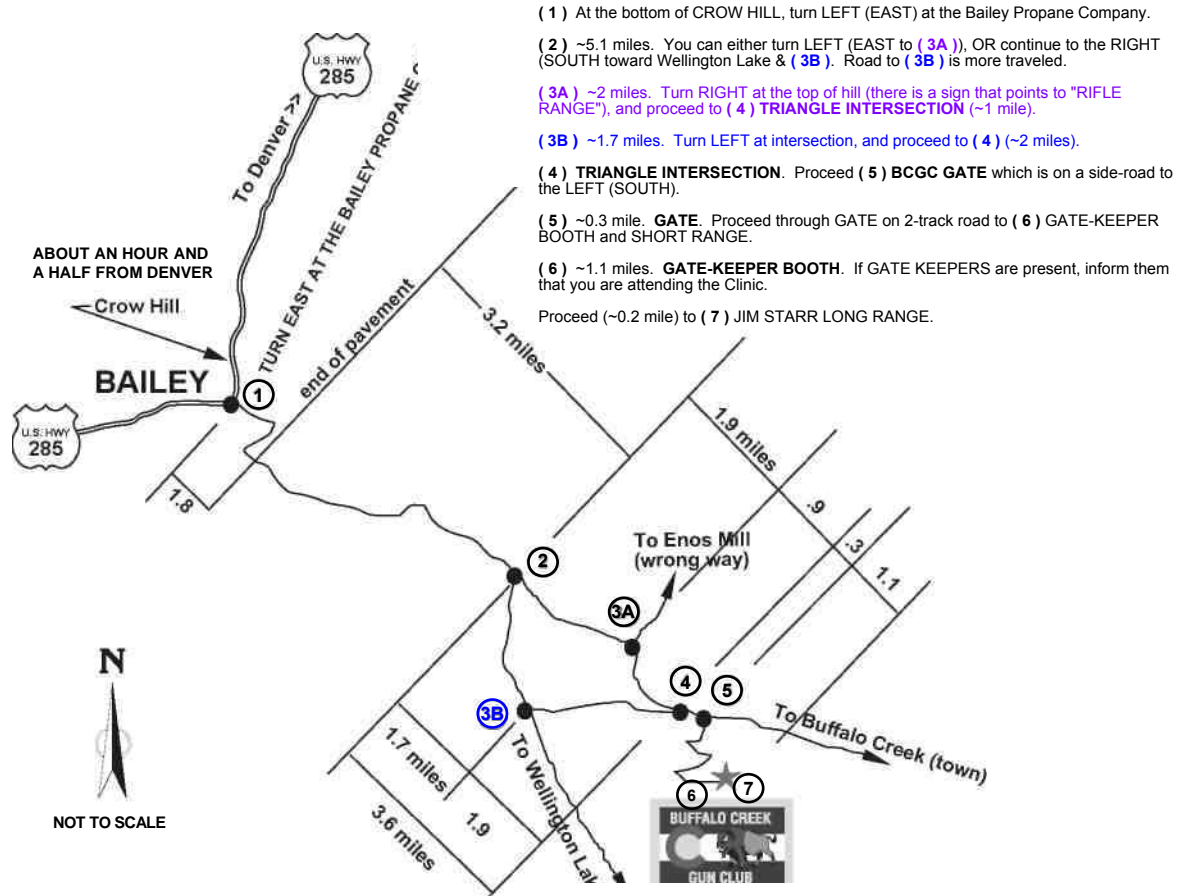 ( 1 ) At the bottom of CROW HILL, turn LEFT (EAST) at the Bailey Propane Company.
( 2 ) ~5.1 miles. You can either turn LEFT (EAST to ( 3A )), OR continue to the RIGHT
(SOUTH toward Wellington Lake & ( 3B ). Road to ( 3B ) is more traveled.
( 3A ) ~2 miles. Turn RIGHT at the top of hill (there is a sign that points to "RIFLE
RANGE"), and proceed to ( 4 ) TRIANGLE INTERSECTION (~1 mile).
( 3B ) ~1.7 miles. Turn LEFT at intersection, and proceed to ( 4 ) (~2 miles).
( 4 ) TRIANGLE INTERSECTION. Proceed ( 5 ) BCGC GATE which is on a side-road to
the LEFT (SOUTH).
( 5 ) ~0.3 mile. GATE. Proceed through GATE on 2-track road to ( 6 ) GATE-KEEPER
BOOTH and SHORT RANGE.
( 6 ) ~1.1 miles. GATE-KEEPER BOOTH. If GATE KEEPERS are present, inform them
that you are attending the Clinic.
Proceed (~0.2 mile) to ( 7 ) JIM STARR LONG RANGE.
U.S. HWY
285
To Denver >>
TURN EAST AT THE BAILEY PROPANE
ABOUT AN HOUR AND
A HALF FROM DENVER
Crow Hill
BAILEY
1
U.S. HWY
285
1.8
end of pavement
3.2 miles
1.9 miles
.9
.3
1.1
2
To Enos Mill
(wrong way)
3A
3B
4
5
To Buffalo Creek (town)
N
NOT TO SCALE
1.7 miles
1.9
3.6 miles
To Wellington Lake
6
7
BUFFALO CREEK
GUN CLUB